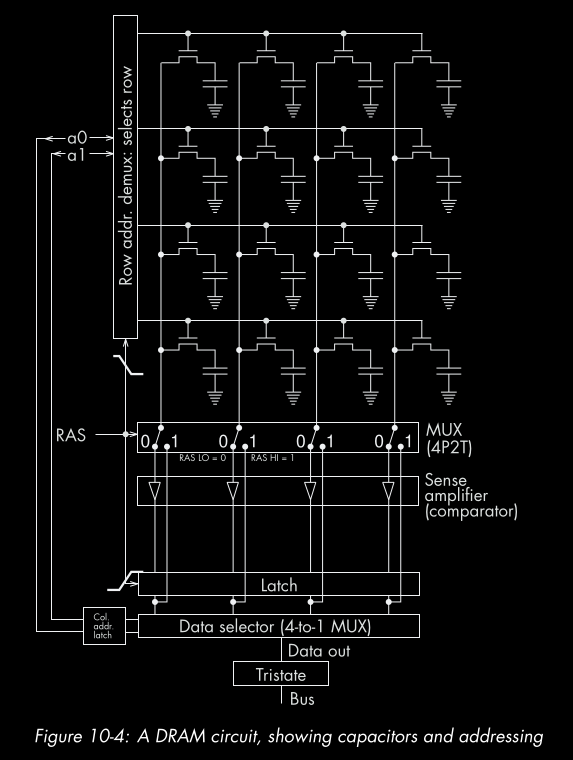 Row addr. demux: selects row
a0
a1
RAS
0 1 0 1 0 1 0 1
RAS LO = 0 RAS HI = 1
MUX
(4P2T)
Sense
amplifier
(comparator)
Latch
Col.
addr.
latch
Data selector (4-to-1 MUX)
Data out
Tristate
Bus
Figure 10-4: A DRAM circuit, showing capacitors and addressing